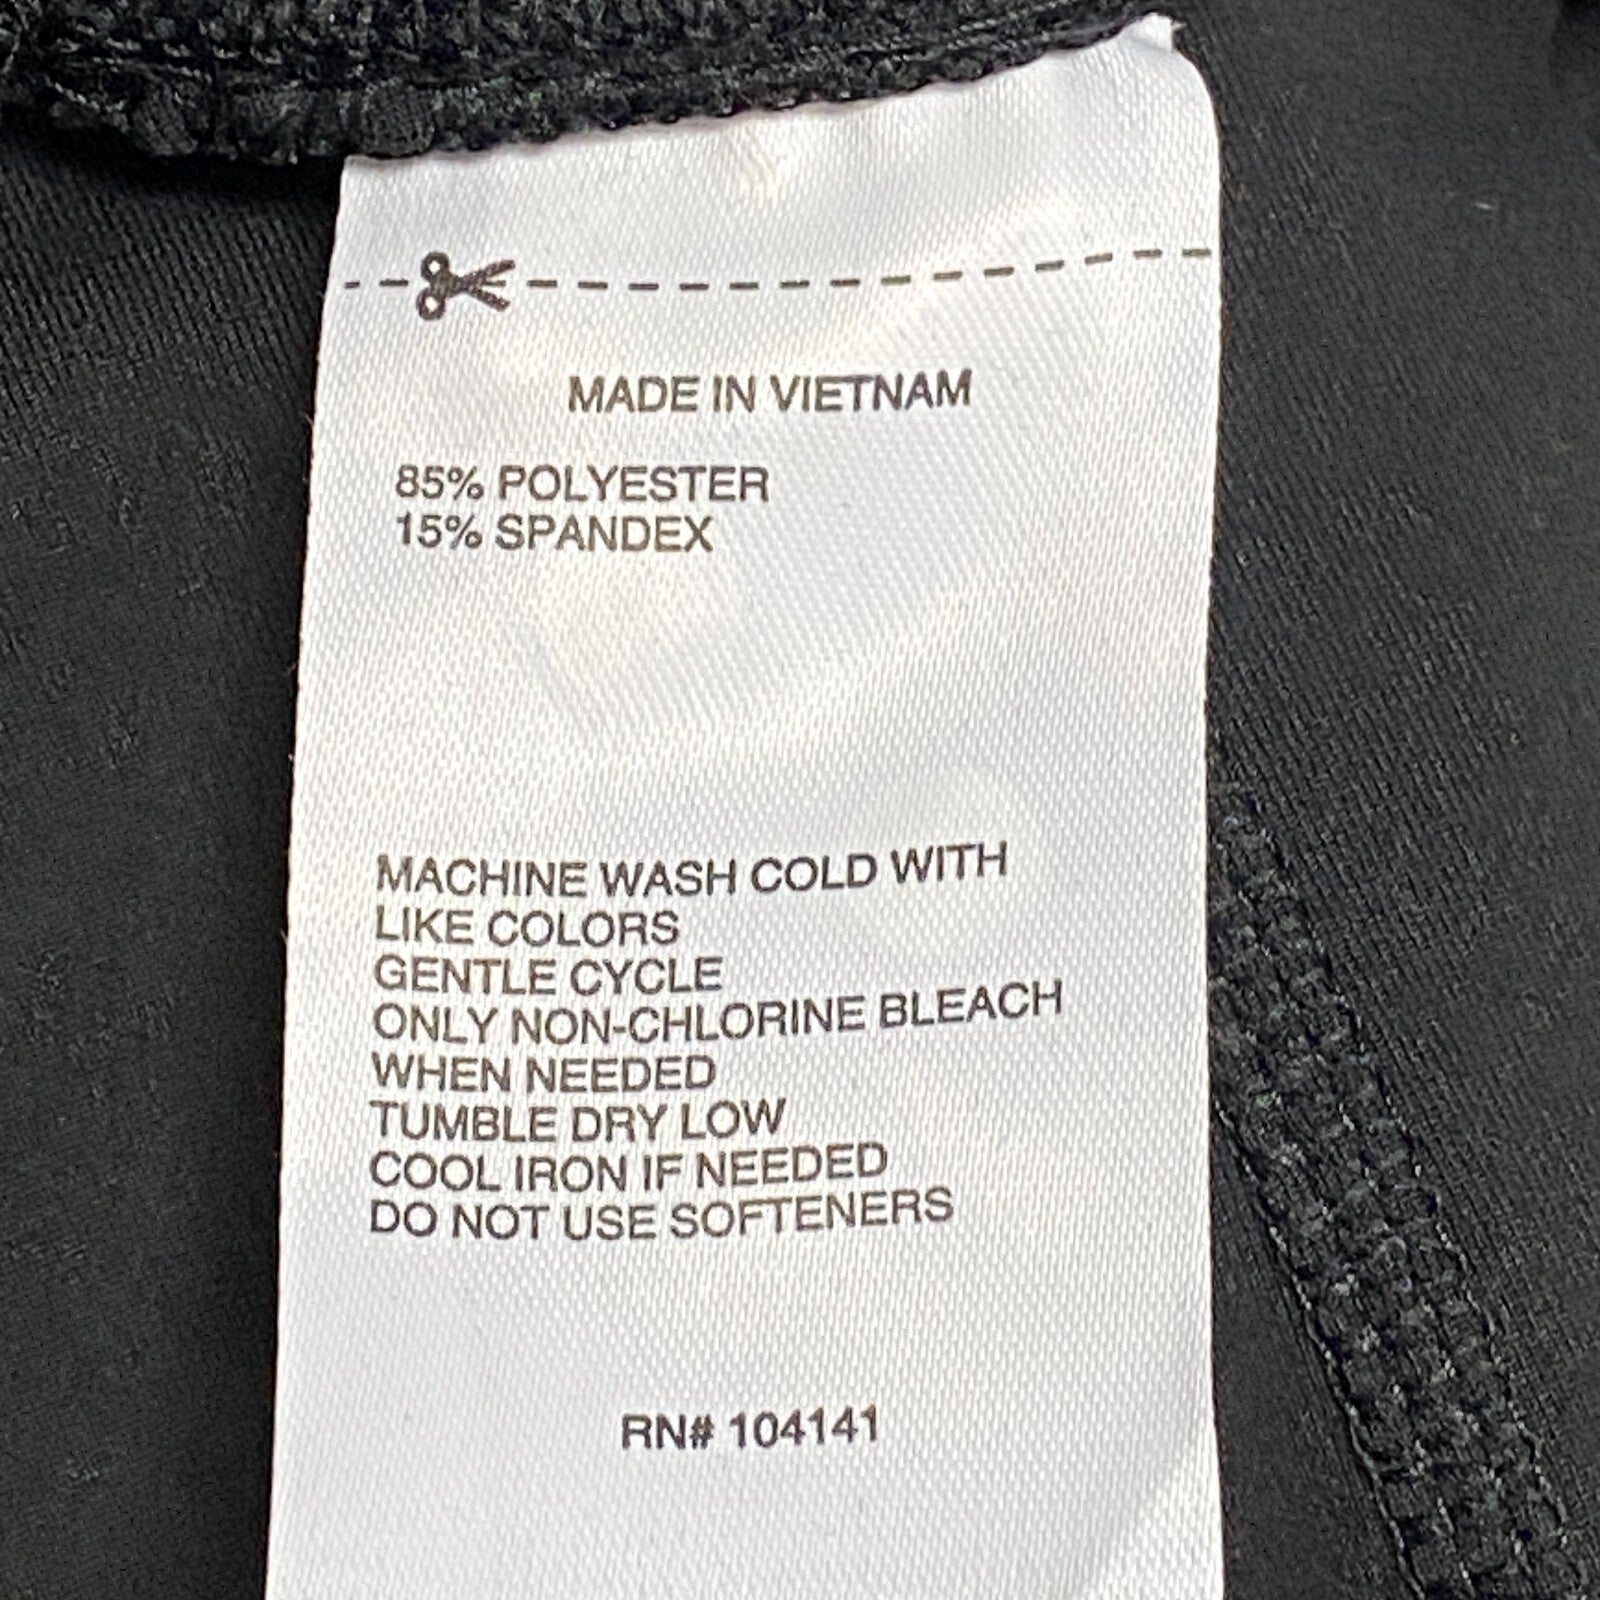 MADE IN VIETNAM
85% POLYESTER
15% SPANDEX
MACHINE WASH COLD WITH
LIKE COLORS
GENTLE CYCLE
ONLY NON-CHLORINE BLEACH
WHEN NEEDED
TUMBLE DRY LOW
COOL IRON IF NEEDED
DO NOT USE SOFTENERS
RN# 104141